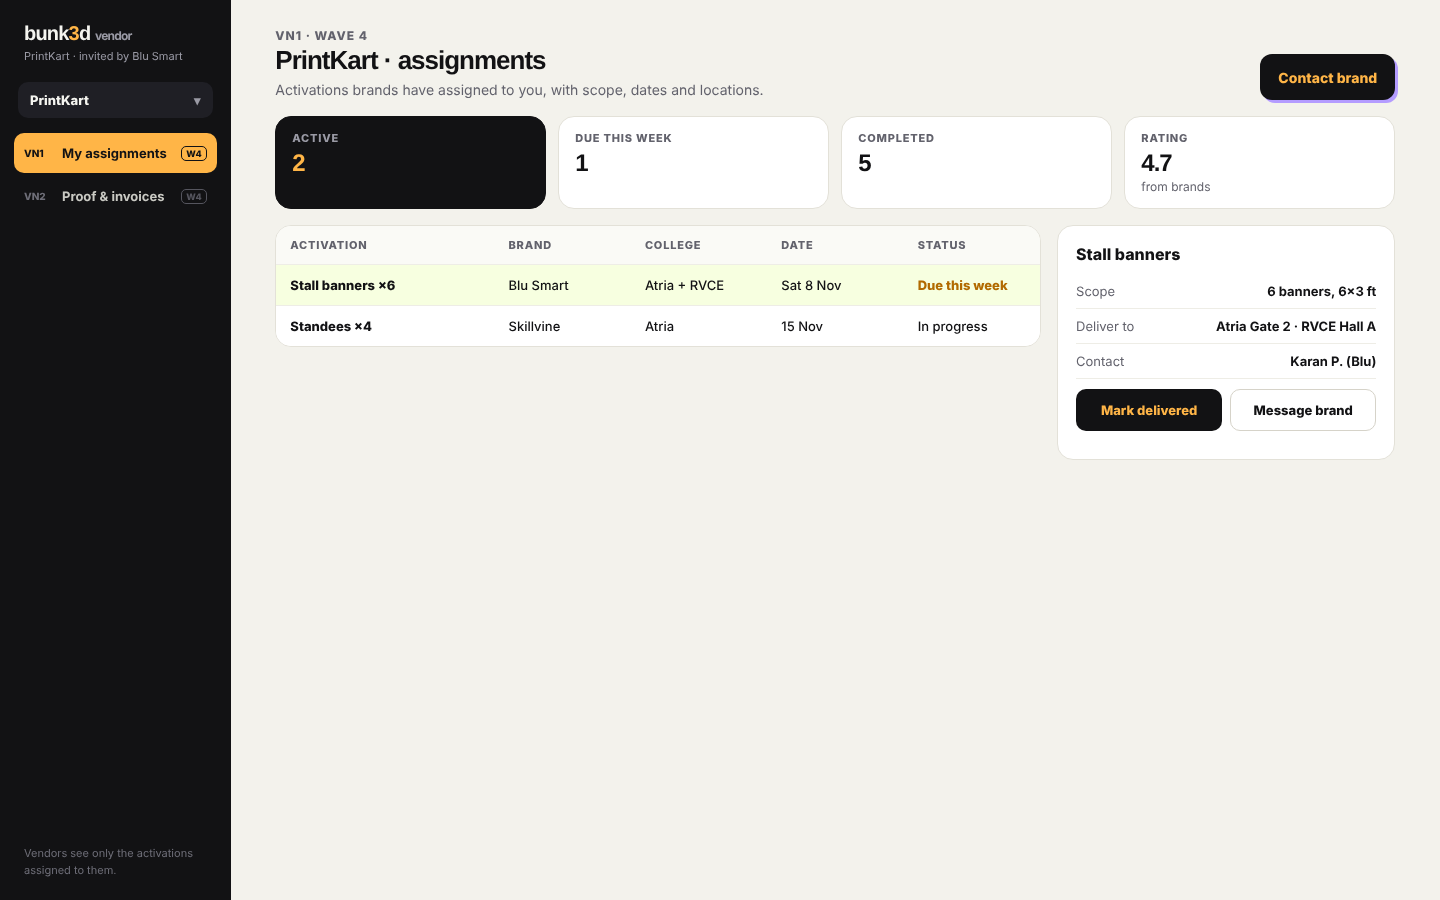 bunk3d vendor
PrintKart · invited by Blu Smart
PrintKart ▾
VN1 My assignments W4
VN2 Proof & invoices W4
Vendors see only the activations
assigned to them.
VN1 · WAVE 4
PrintKart · assignments
Activations brands have assigned to you, with scope, dates and locations.
Contact brand
ACTIVE
2
DUE THIS WEEK
1
COMPLETED
5
RATING
4.7
from brands
ACTIVATION BRAND COLLEGE DATE STATUS
Stall banners ×6 Blu Smart Atria + RVCE Sat 8 Nov Due this week
Standees ×4 Skillvine Atria 15 Nov In progress
Stall banners
Scope 6 banners, 6×3 ft
Deliver to Atria Gate 2 · RVCE Hall A
Contact Karan P. (Blu)
Mark delivered Message brand